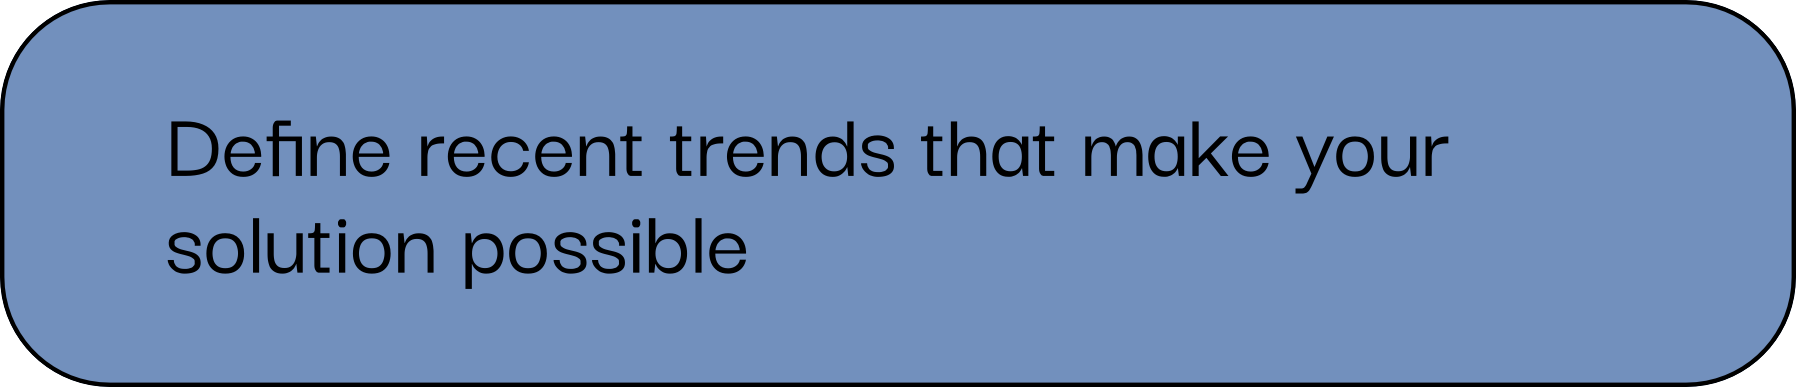 Define recent trends that make your
solution possible